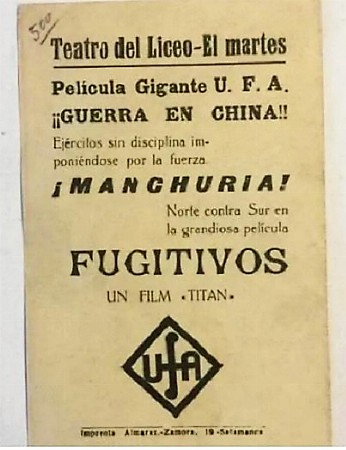 500
Teatro del Liceo-El martes
Película Gigante U. F. A.
¡¡GUERRA EN CHINA!!
Ejércitos sin disciplina im-
poniéndose por la fuerza.
¡MANCHURIA!
Norte contra Sur en
la grandiosa película
FUGITIVOS
UN FILM «TITAN»
UfA
Imprenta Almaraz.-Zamora, 19-Salamanca